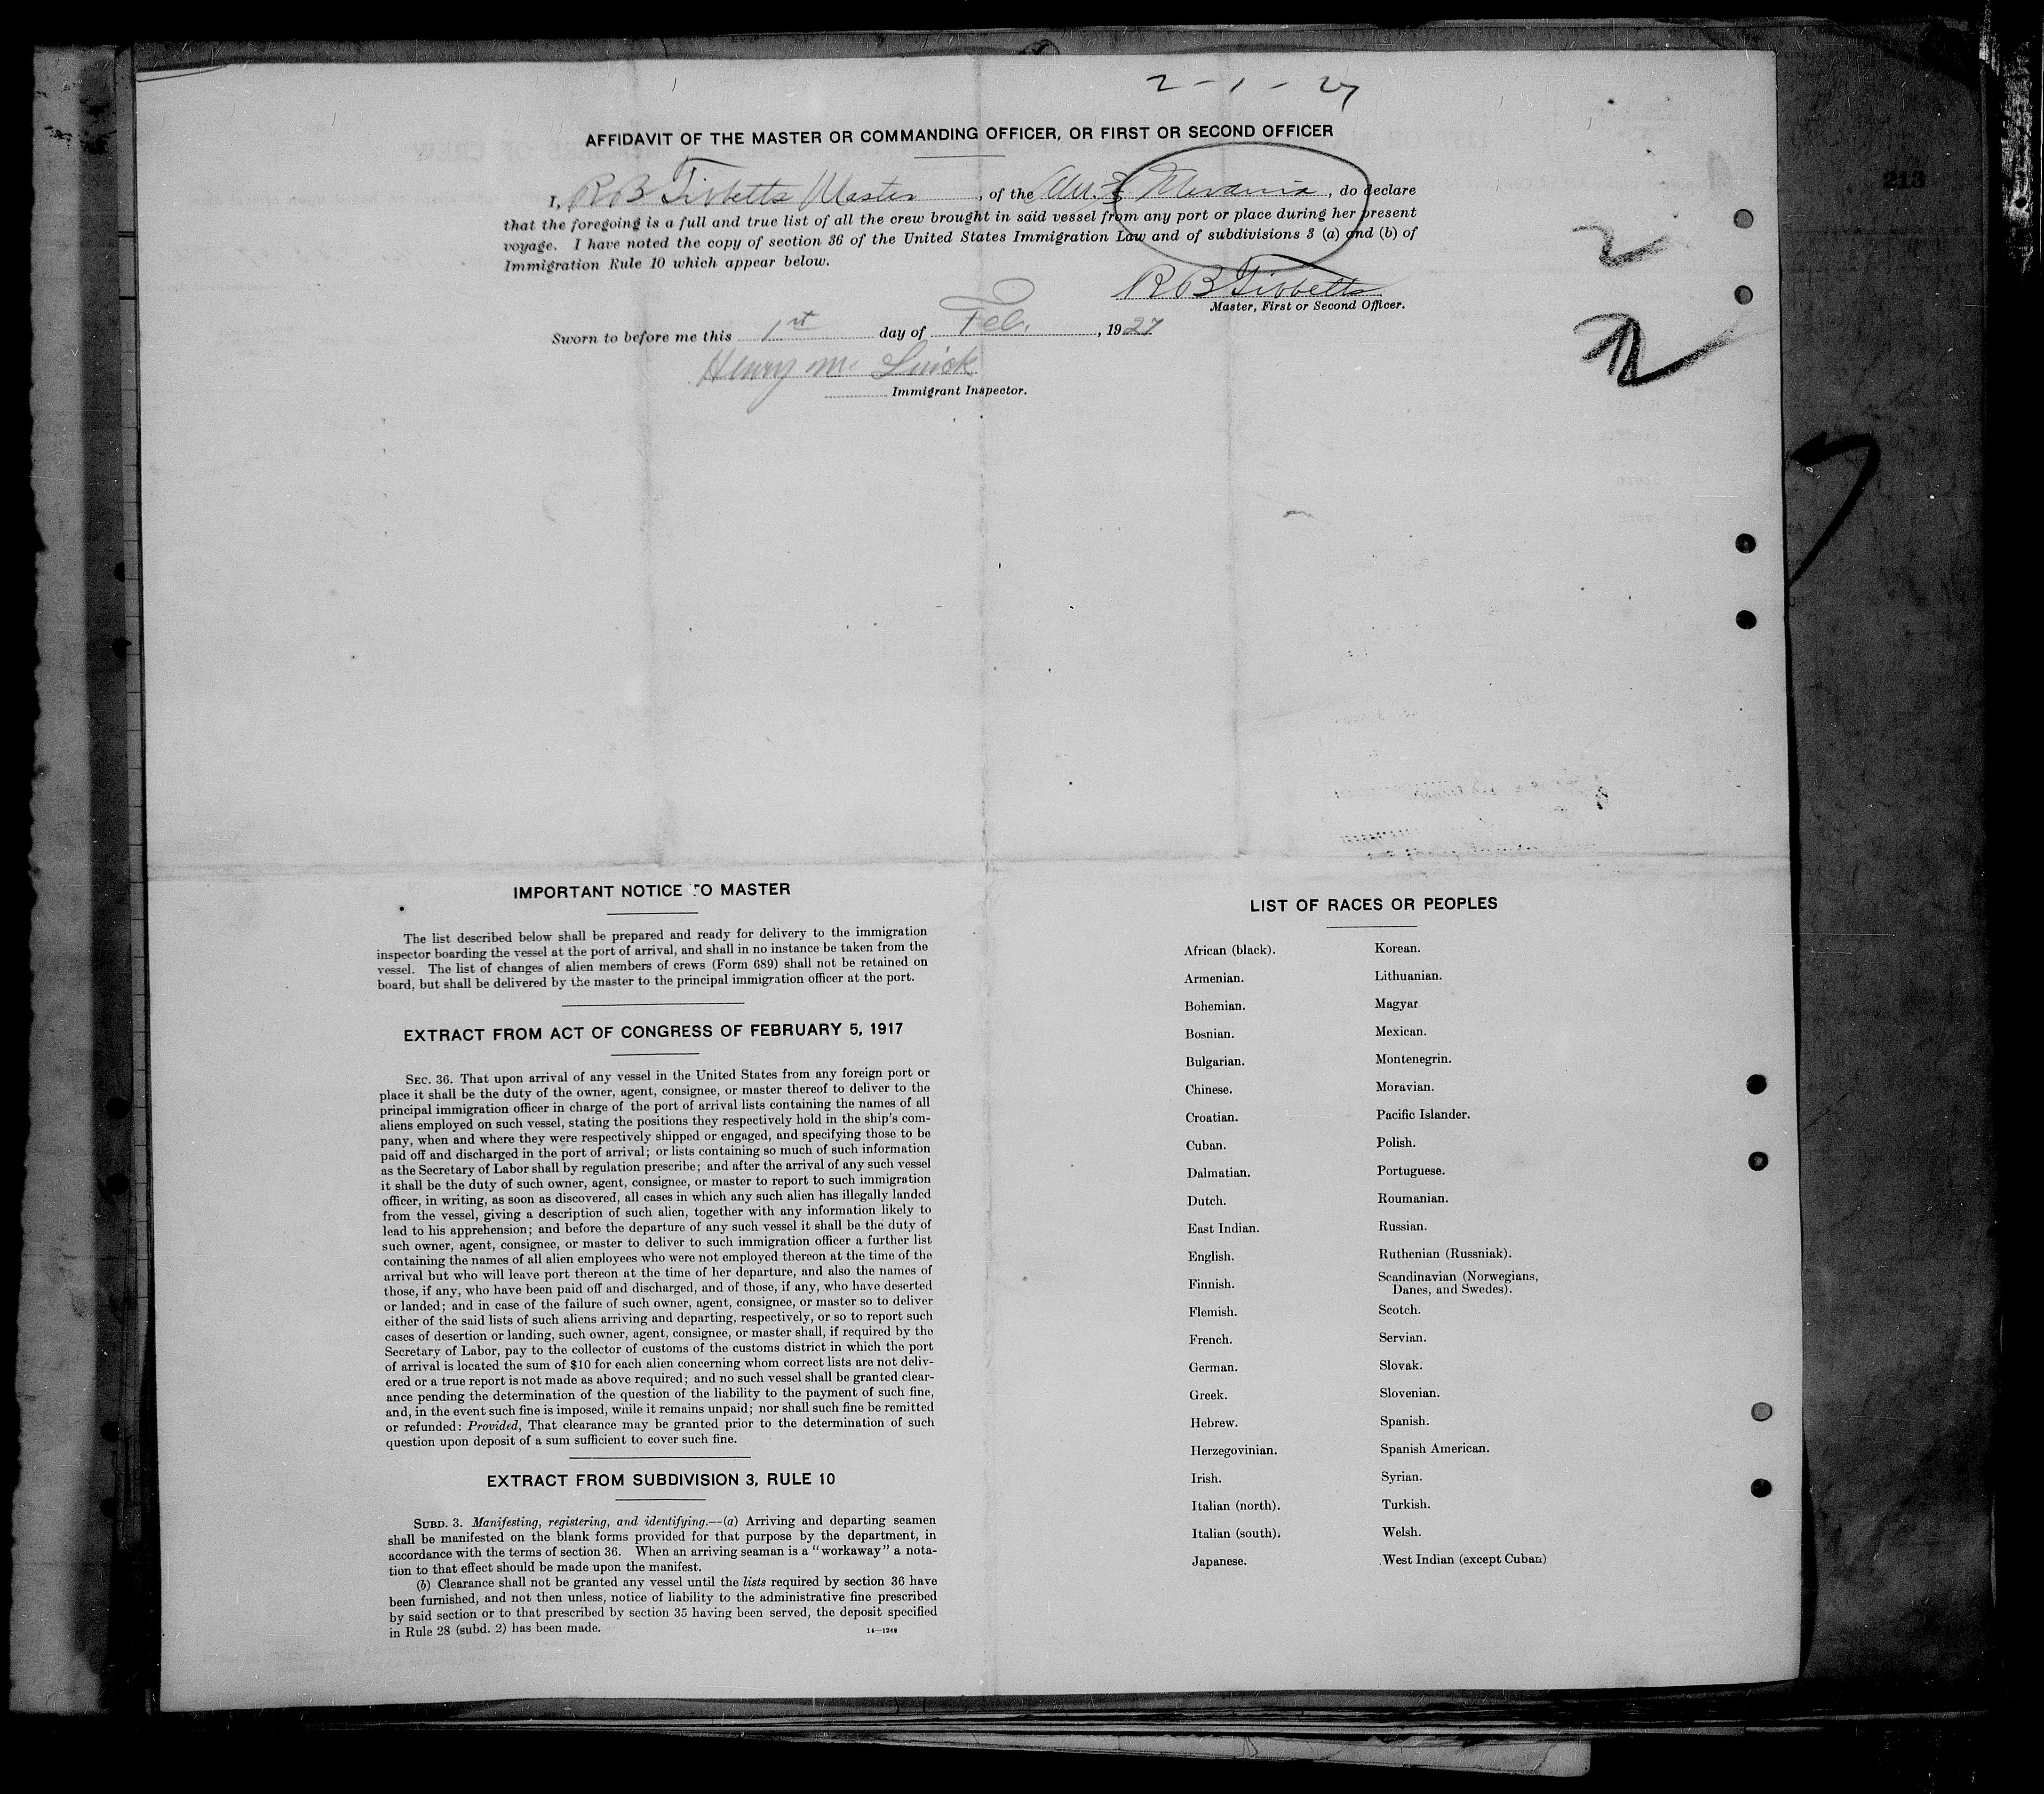 2-1-27
AFFIDAVIT OF THE MASTER OR COMMANDING OFFICER, OR FIRST OR SECOND OFFICER
I, R B Tibbetts Master, of the Mevania, do declare
that the foregoing is a full and true list of all the crew brought in said vessel from any port or place during her present
voyage. I have noted the copy of section 36 of the United States Immigration Law and of subdivisions 3 (a) and (b) of
Immigration Rule 10 which appear below.
R B Tibbetts
Master, First or Second Officer.
Sworn to before me this 1st day of Feb., 1927
Henry Mc
Immigrant Inspector.
213
2
2
IMPORTANT NOTICE TO MASTER
The list described below shall be prepared and ready for delivery to the immigration
inspector boarding the vessel at the port of arrival, and shall in no instance be taken from the
vessel. The list of changes of alien members of crews (Form 689) shall not be retained on
board, but shall be delivered by the master to the principal immigration officer at the port.
EXTRACT FROM ACT OF CONGRESS OF FEBRUARY 5, 1917
SEC. 36. That upon arrival of any vessel in the United States from any foreign port or
place it shall be the duty of the owner, agent, consignee, or master thereof to deliver to the
principal immigration officer in charge of the port of arrival lists containing the names of all
aliens employed on such vessel, stating the positions they respectively hold in the ship's com-
pany, when and where they were respectively shipped or engaged, and specifying those to be
paid off and discharged in the port of arrival; or lists containing so much of such information
as the Secretary of Labor shall by regulation prescribe; and after the arrival of any such vessel
it shall be the duty of such owner, agent, consignee, or master to report to such immigration
officer, in writing, as soon as discovered, all cases in which any such alien has illegally landed
from the vessel, giving a description of such alien, together with any information likely to
lead to his apprehension; and before the departure of any such vessel it shall be the duty of
such owner, agent, consignee, or master to deliver to such immigration officer a further list
containing the names of all alien employees who were not employed thereon at the time of the
arrival but who will leave port thereon at the time of her departure, and also the names of
those, if any, who have been paid off and discharged, and of those, if any, who have deserted
or landed; and in case of the failure of such owner, agent, consignee, or master so to deliver
either of the said lists of such aliens arriving and departing, respectively, or so to report such
cases of desertion or landing, such owner, agent, consignee, or master shall, if required by the
Secretary of Labor, pay to the collector of customs of the customs district in which the port
of arrival is located the sum of $10 for each alien concerning whom correct lists are not deliv-
ered or a true report is not made as above required; and no such vessel shall be granted clear-
ance pending the determination of the question of the liability to the payment of such fine,
and, in the event such fine is imposed, while it remains unpaid; nor shall such fine be remitted
or refunded: Provided, That clearance may be granted prior to the determination of such
question upon deposit of a sum sufficient to cover such fine.
EXTRACT FROM SUBDIVISION 3, RULE 10
SUBD. 3. Manifesting, registering, and identifying.—(a) Arriving and departing seamen
shall be manifested on the blank forms provided for that purpose by the department, in
accordance with the terms of section 36. When an arriving seaman is a "workaway" a nota-
tion to that effect should be made upon the manifest.
(b) Clearance shall not be granted any vessel until the lists required by section 36 have
been furnished, and not then unless, notice of liability to the administrative fine prescribed
by said section or to that prescribed by section 35 having been served, the deposit specified
in Rule 28 (subd. 2) has been made.
14—1240
LIST OF RACES OR PEOPLES
African (black).
Armenian.
Bohemian.
Bosnian.
Bulgarian.
Chinese.
Croatian.
Cuban.
Dalmatian.
Dutch.
East Indian.
English.
Finnish.
Flemish.
French.
German.
Greek.
Hebrew.
Herzegovinian.
Irish.
Italian (north).
Italian (south).
Japanese.
Korean.
Lithuanian.
Magyar
Mexican.
Montenegrin.
Moravian.
Pacific Islander.
Polish.
Portuguese.
Roumanian.
Russian.
Ruthenian (Russniak).
Scandinavian (Norwegians,
Danes, and Swedes).
Scotch.
Servian.
Slovak.
Slovenian.
Spanish.
Spanish American.
Syrian.
Turkish.
Welsh.
West Indian (except Cuban)